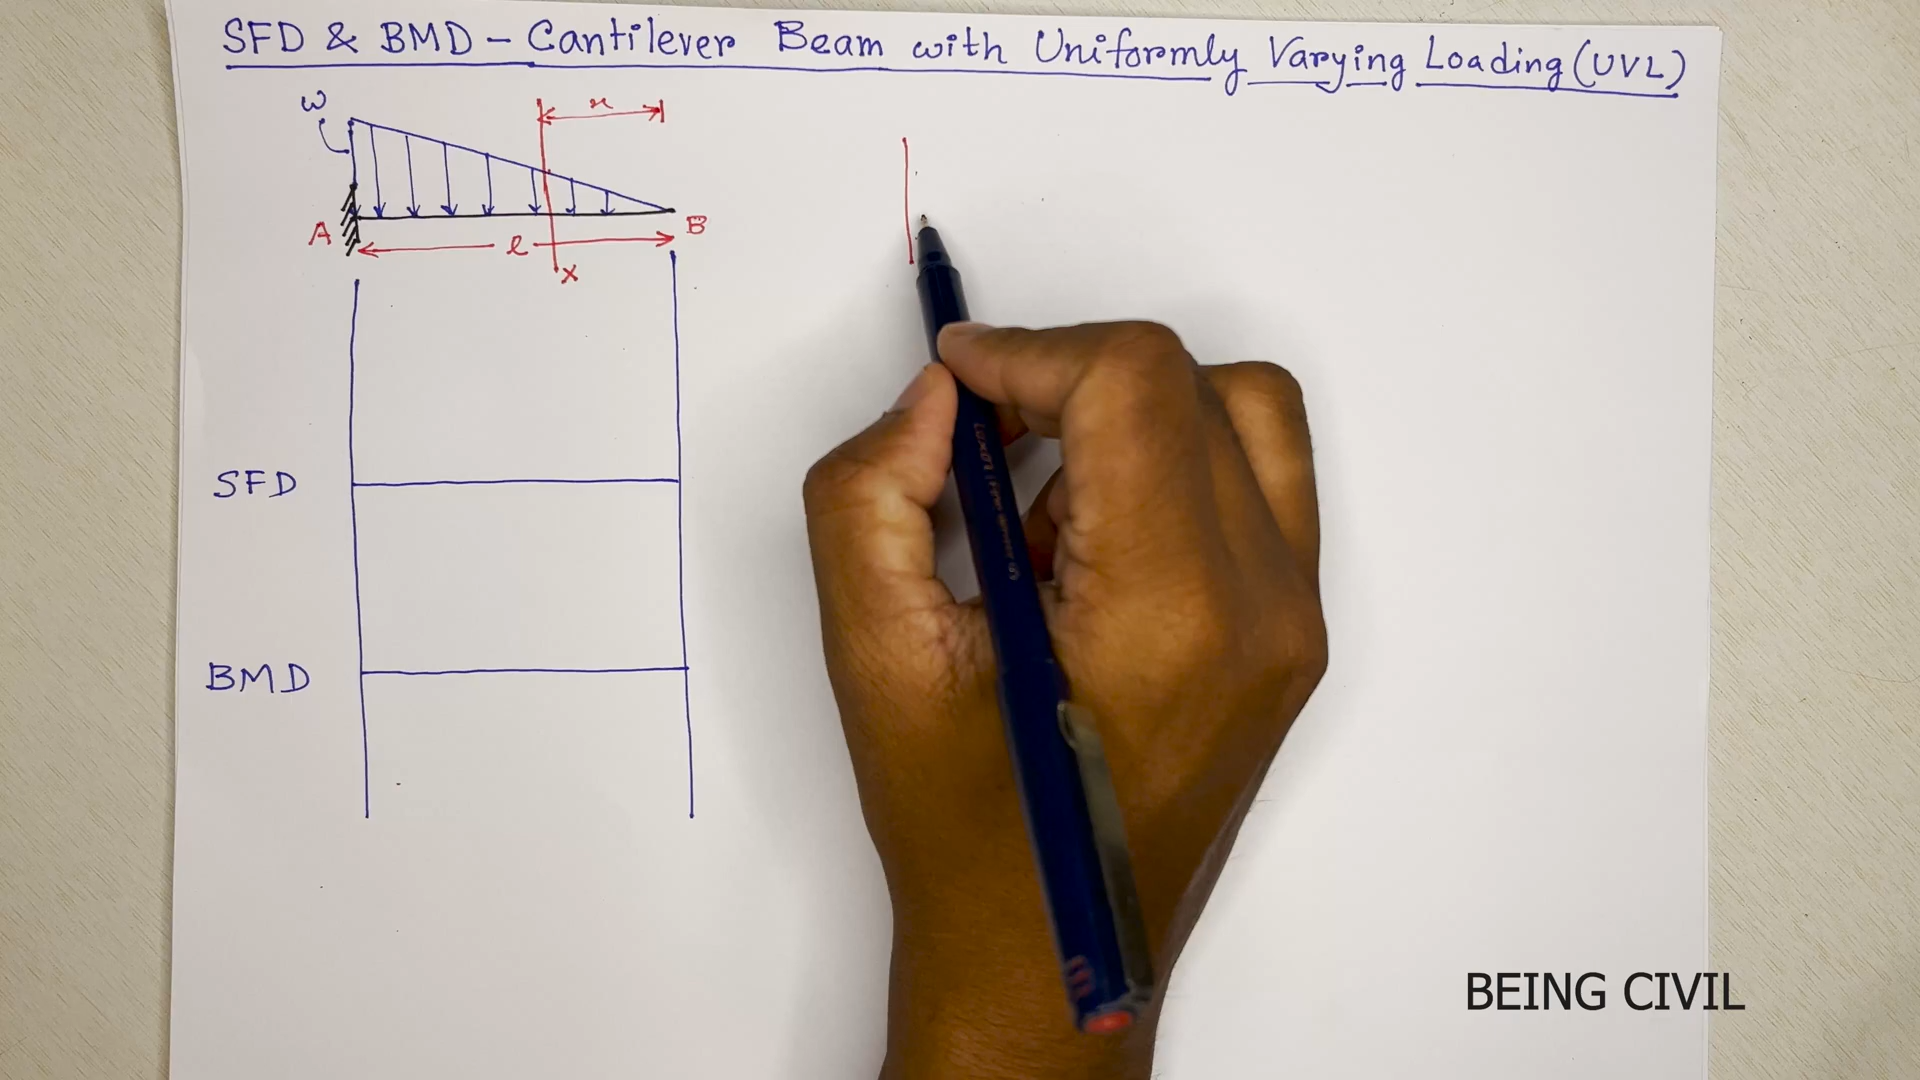 SFD & BMD - Cantilever Beam with Uniformly Varying Loading (UVL)
w
x
A
B
l
x
SFD
BMD
BEING CIVIL